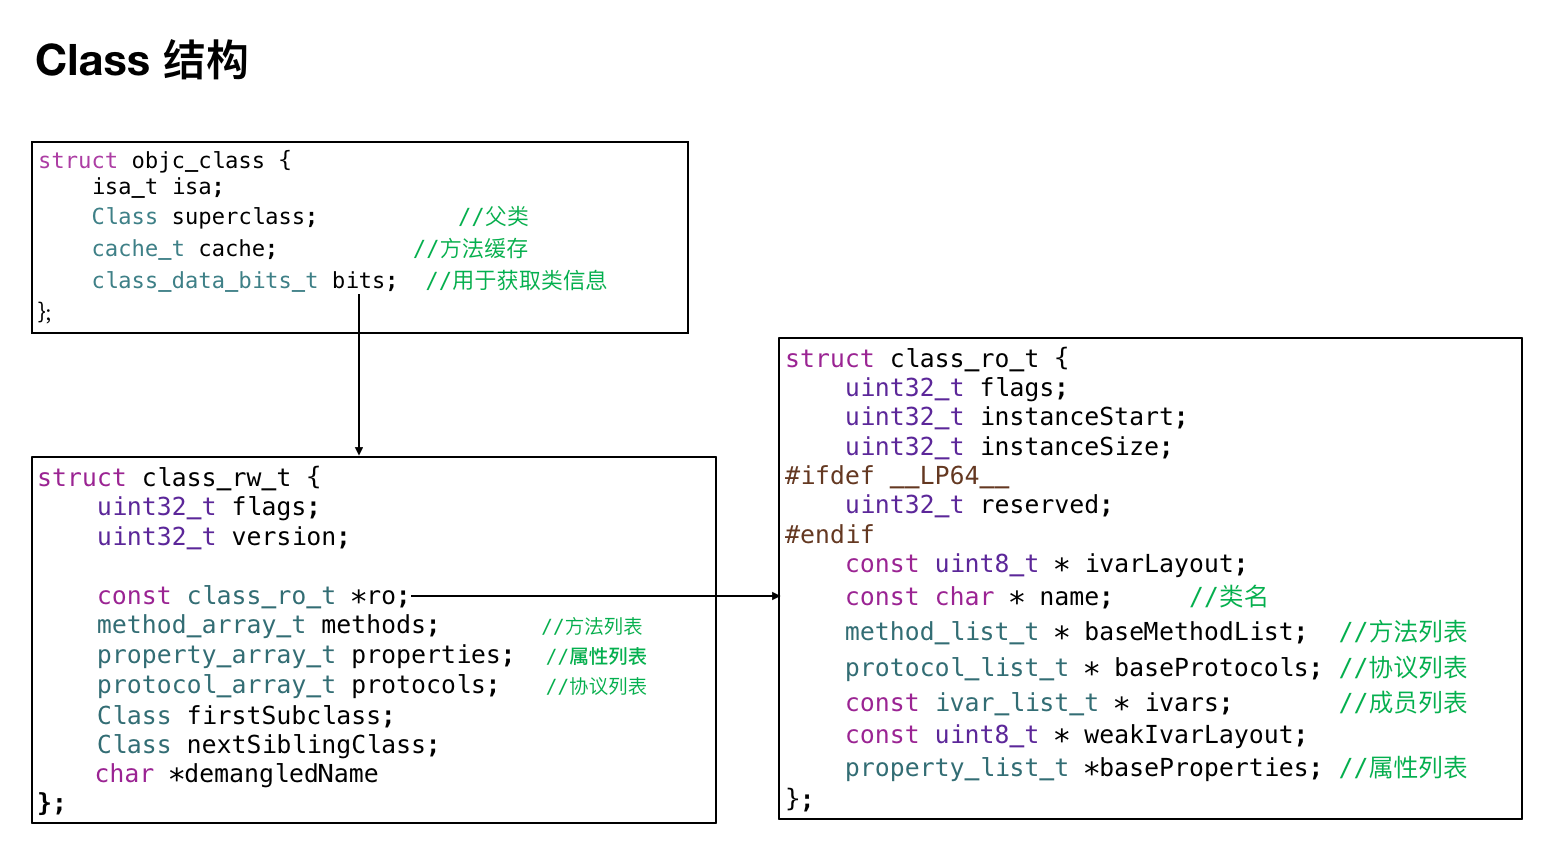 Class 结构
struct objc_class {
    isa_t isa;
    Class superclass;          //父类
    cache_t cache;          //方法缓存
    class_data_bits_t bits;  //用于获取类信息
};
struct class_rw_t {
    uint32_t flags;
    uint32_t version;
    const class_ro_t *ro;
    method_array_t methods;       //方法列表
    property_array_t properties;  //属性列表
    protocol_array_t protocols;   //协议列表
    Class firstSubclass;
    Class nextSiblingClass;
    char *demangledName
};
struct class_ro_t {
    uint32_t flags;
    uint32_t instanceStart;
    uint32_t instanceSize;
#ifdef __LP64__
    uint32_t reserved;
#endif
    const uint8_t * ivarLayout;
    const char * name;     //类名
    method_list_t * baseMethodList;  //方法列表
    protocol_list_t * baseProtocols; //协议列表
    const ivar_list_t * ivars;       //成员列表
    const uint8_t * weakIvarLayout;
    property_list_t *baseProperties; //属性列表
};